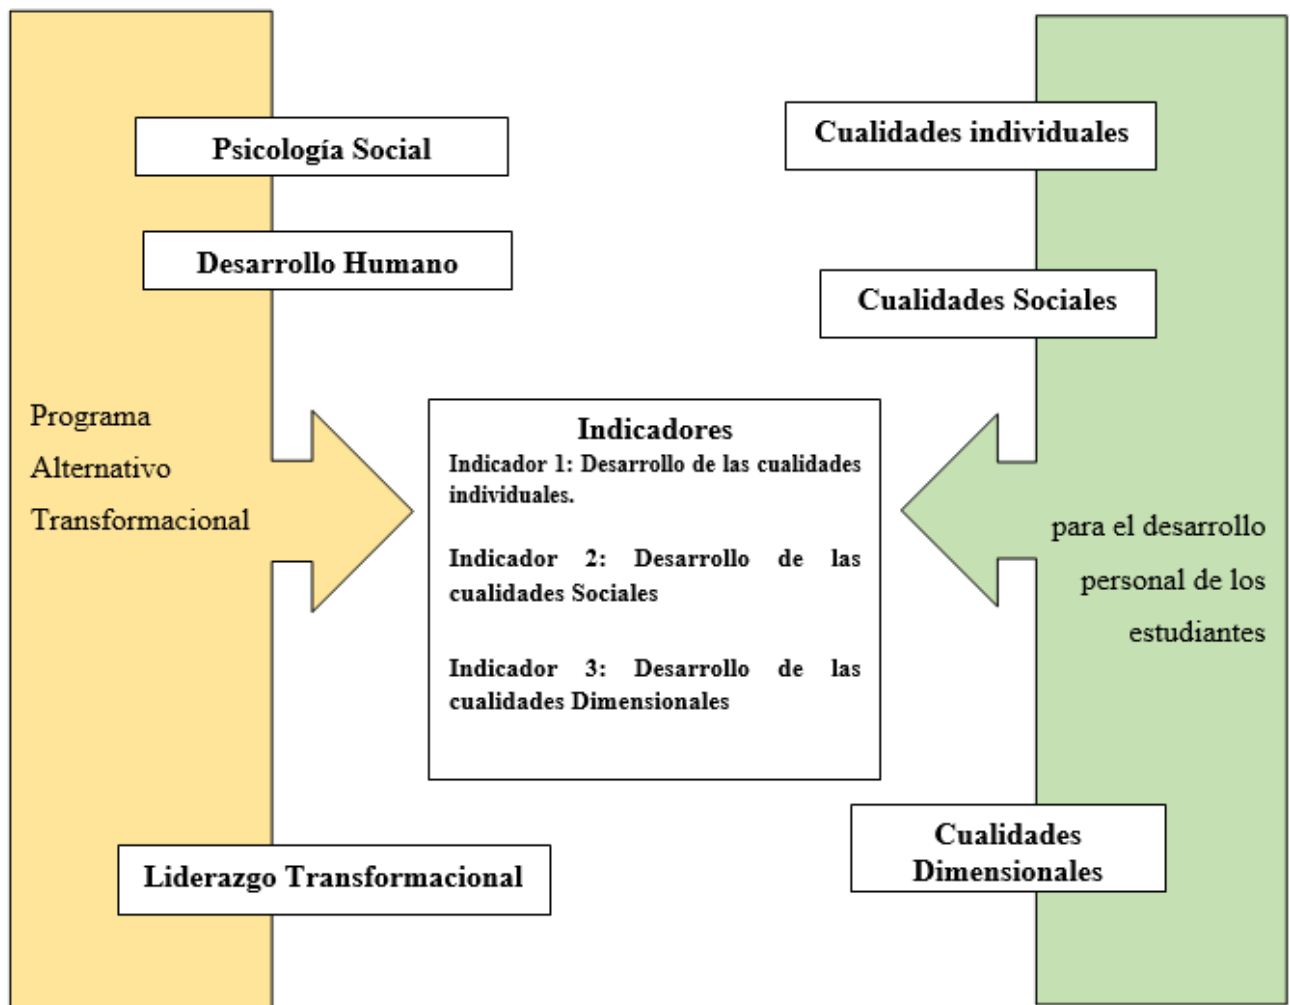 Psicología Social
Desarrollo Humano
Programa
Alternativo
Transformacional
Liderazgo Transformacional
Indicadores
Indicador 1: Desarrollo de las cualidades
individuales.
Indicador 2: Desarrollo de las
cualidades Sociales
Indicador 3: Desarrollo de las
cualidades Dimensionales
Cualidades individuales
Cualidades Sociales
para el desarrollo
personal de los
estudiantes
Cualidades
Dimensionales